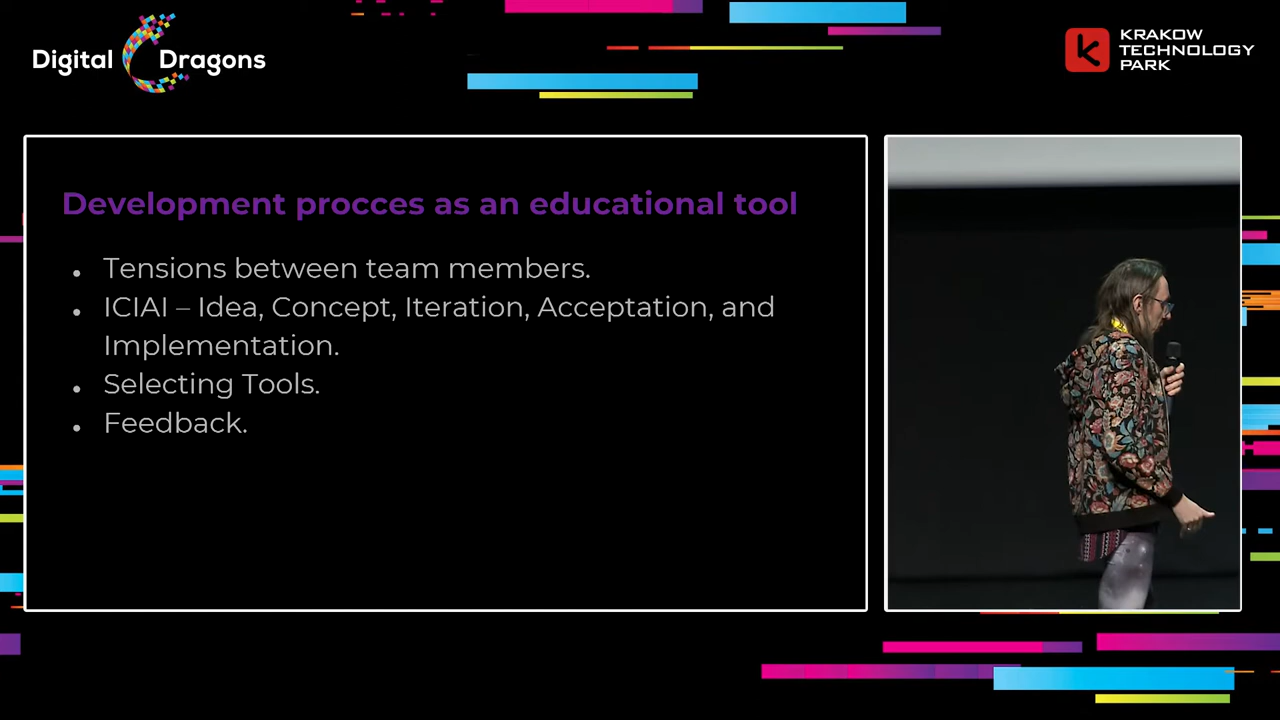 Digital Dragons
KRAKOW
TECHNOLOGY
PARK
Development procces as an educational tool
Tensions between team members.
ICIAI – Idea, Concept, Iteration, Acceptation, and
Implementation.
Selecting Tools.
Feedback.